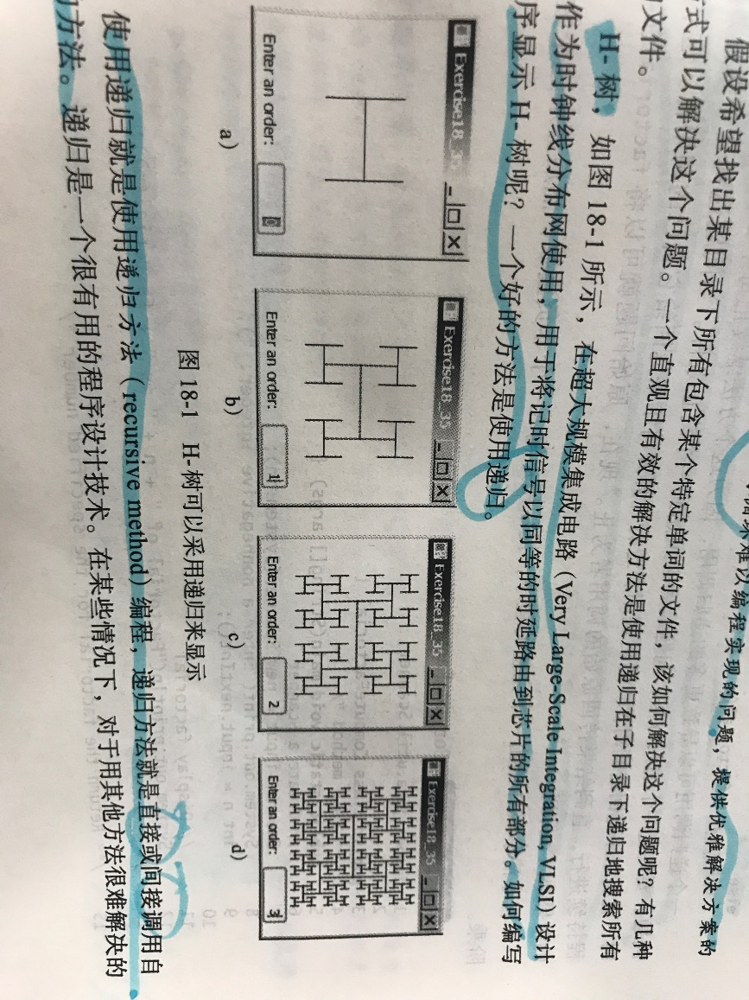 难以编程实现的问题，提供优雅解决方案的
假设希望找出某目录下所有包含某个特定单词的文件，该如何解决这个问题呢？有几种
式可以解决这个问题。一个直观且有效的解决方法是使用递归在子目录下递归地搜索所有
文件。
H-树，如图 18-1 所示，在超大规模集成电路（Very Large-Scale Integration, VLSI）设计
作为时钟线分布网使用，用于将记时信号以同等的时延路由到芯片的所有部分。如何编写
序显示 H-树呢？一个好的方法是使用递归。
Exercise18_35
Enter an order: 0
a）
Exercise18_35
Enter an order: 1
b）
Exercise18_35
Enter an order: 2
c）
Exercise18_35
Enter an order: 3
d）
图 18-1 H-树可以采用递归来显示
使用递归就是使用递归方法（recursive method）编程，递归方法就是直接或间接调用自
的方法。递归是一个很有用的程序设计技术。在某些情况下，对于用其他方法很难解决的